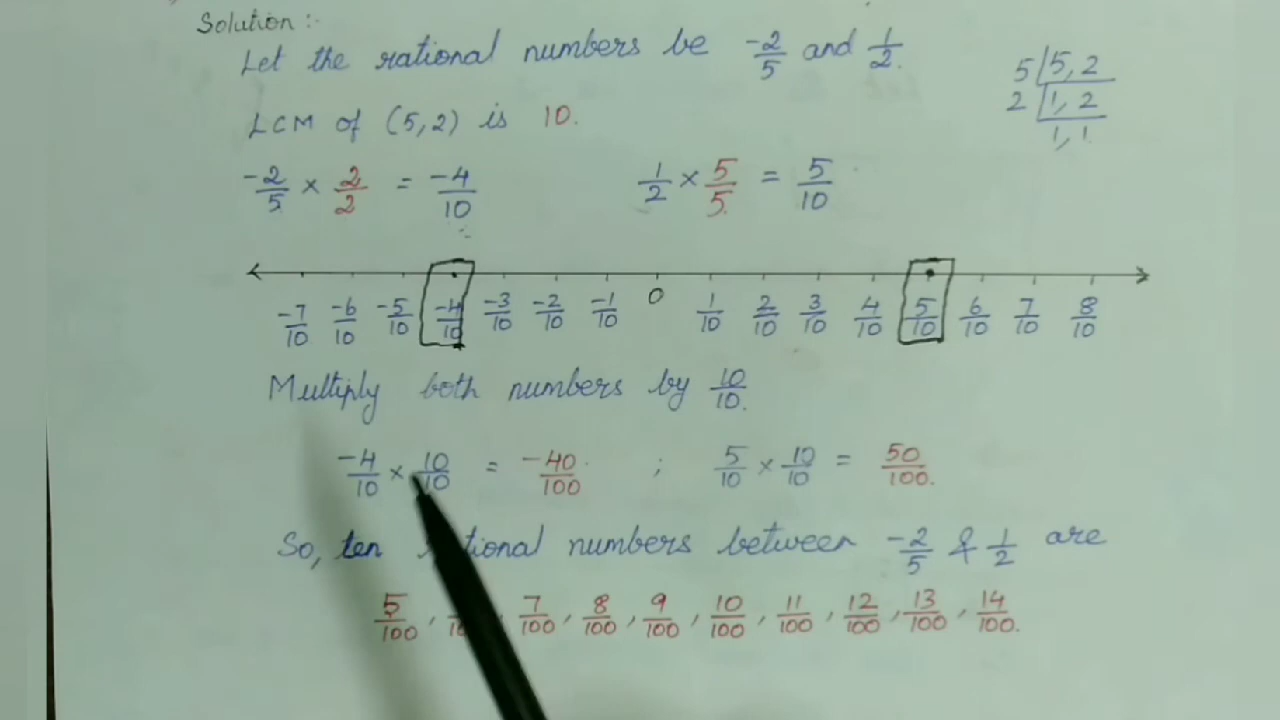 Solution :-
Let the rational numbers be -2/5 and 1/2.
5 | 5, 2
2 | 1, 2
1, 1
LCM of (5,2) is 10.
-2/5 × 2/2 = -4/10 1/2 × 5/5 = 5/10
-7/10 -6/10 -5/10 -4/10 -3/10 -2/10 -1/10 0 1/10 2/10 3/10 4/10 5/10 6/10 7/10 8/10
Multiply both numbers by 10/10.
-4/10 × 10/10 = -40/100 ; 5/10 × 10/10 = 50/100.
So, ten numbers between -2/5 & 1/2 are
5/100, 7/100, 8/100, 9/100, 10/100, 11/100, 12/100, 13/100, 14/100.